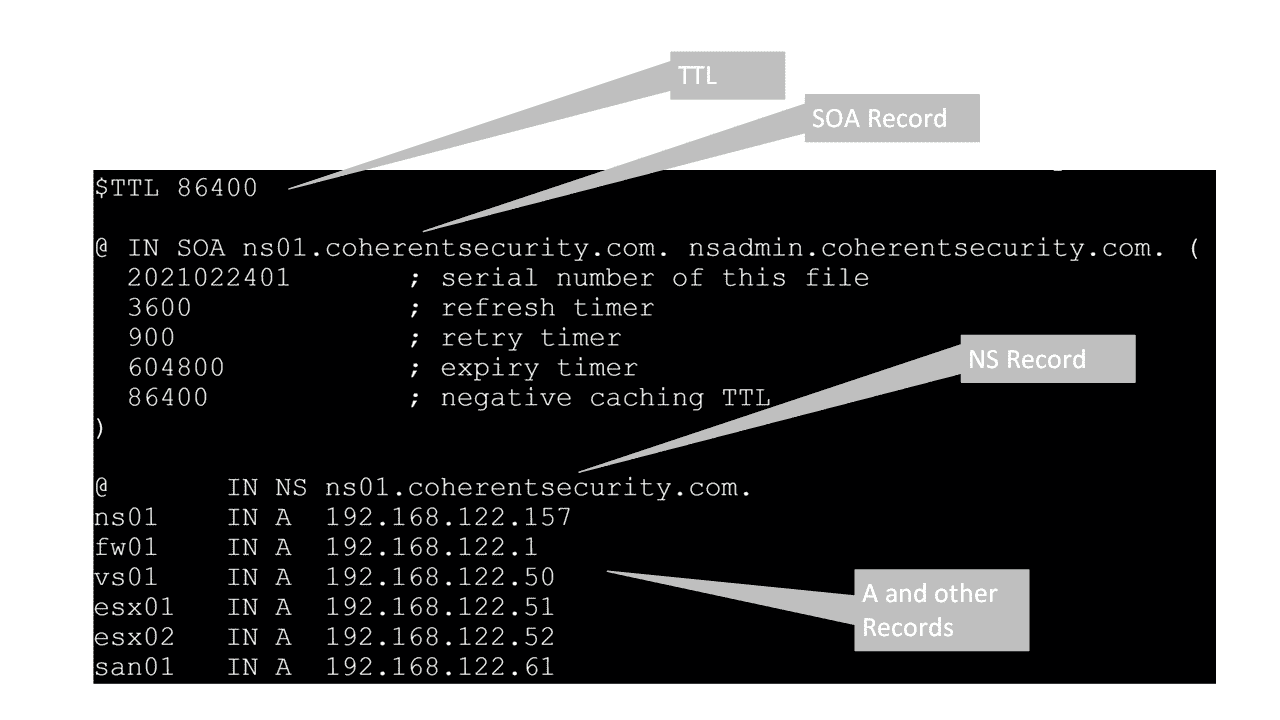 TTL
SOA Record
$TTL 86400
@ IN SOA ns01.coherentsecurity.com. nsadmin.coherentsecurity.com. (
2021022401 ; serial number of this file
3600 ; refresh timer
900 ; retry timer
604800 ; expiry timer
86400 ; negative caching TTL
)
NS Record
@ IN NS ns01.coherentsecurity.com.
ns01 IN A 192.168.122.157
fw01 IN A 192.168.122.1
vs01 IN A 192.168.122.50
esx01 IN A 192.168.122.51
esx02 IN A 192.168.122.52
san01 IN A 192.168.122.61
A and other
Records